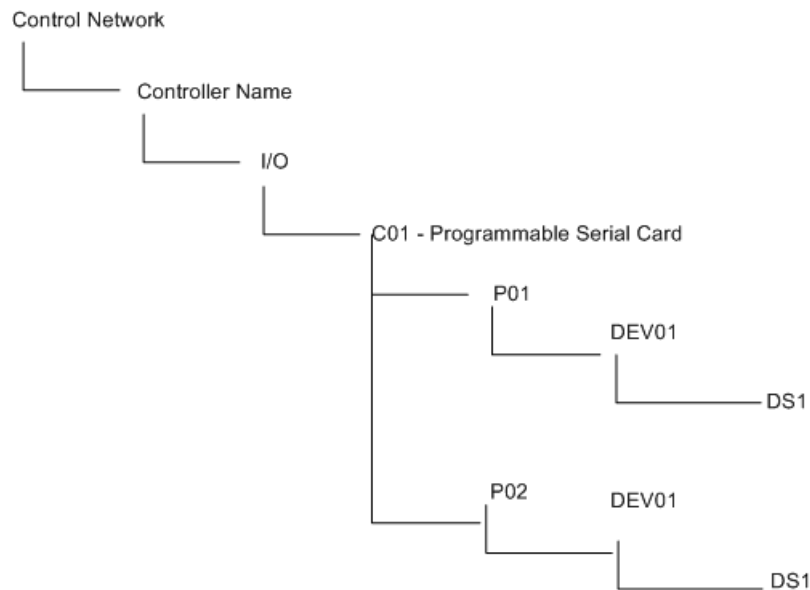 Control Network
Controller Name
I/O
C01 - Programmable Serial Card
P01
DEV01
DS1
P02
DEV01
DS1